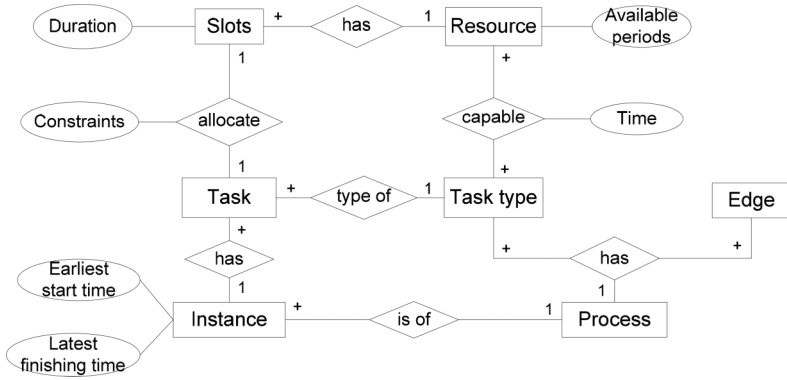 Duration
Slots
+
has
1
Resource
Available
periods
1
+
Constraints
allocate
capable
Time
1
+
Task
+
type of
1
Task type
Edge
+
has
+
has
+
Earliest
start time
1
1
Instance
+
is of
1
Process
Latest
finishing time